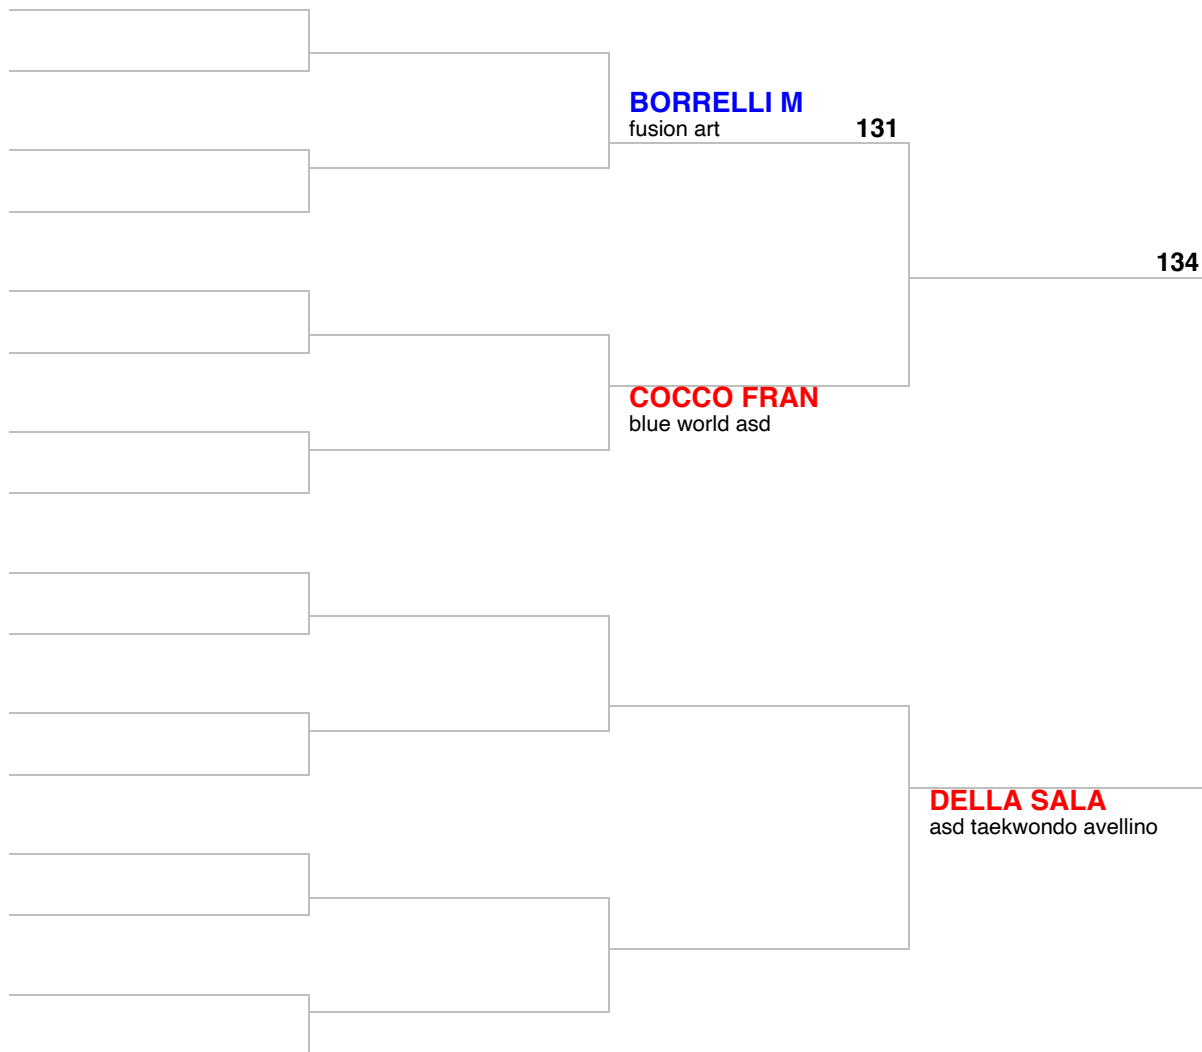 BORRELLI M
fusion art
131
134
COCCO FRAN
blue world asd
DELLA SALA
asd taekwondo avellino